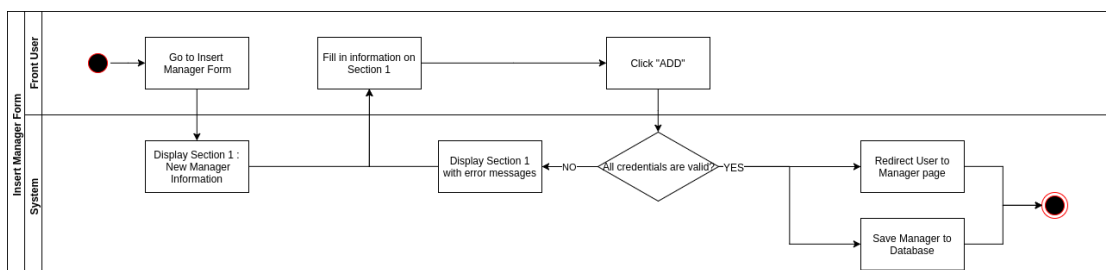 Insert Manager Form
Front User
Go to Insert
Manager Form
Fill in information on
Section 1
Click "ADD"
System
Display Section 1 :
New Manager
Information
Display Section 1
with error messages
NO
All credentials are valid?
YES
Redirect User to
Manager page
Save Manager to
Database